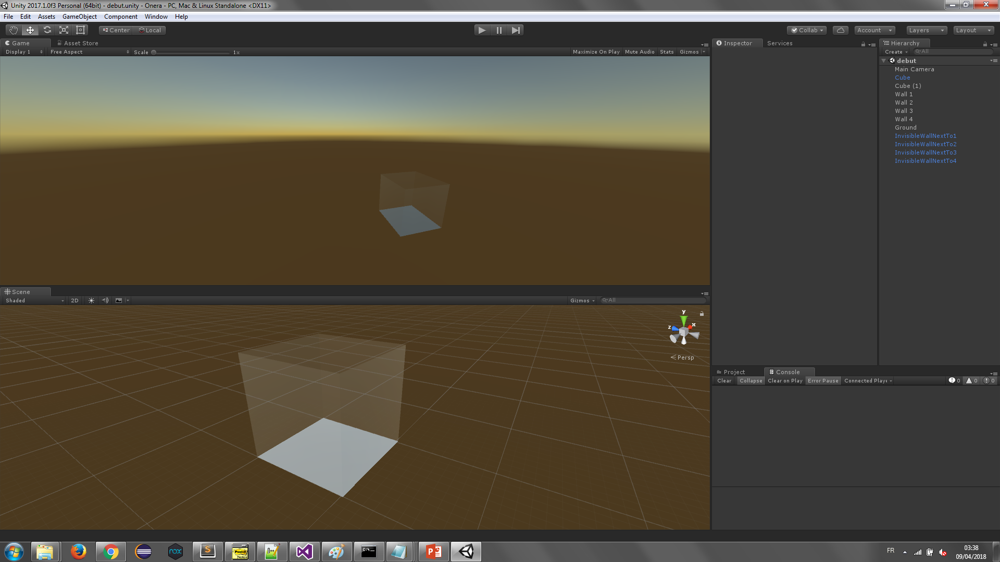 Unity 2017.1.0f3 Personal (64bit) - debut.unity - Onera - PC, Mac & Linux Standalone <DX11>
File Edit Assets GameObject Component Window Help
Center Local Collab Account Layers Layout
Game Asset Store
Display 1 Free Aspect Scale 1x Maximize On Play Mute Audio Stats Gizmos
Inspector Services
Hierarchy
Create All
debut
Main Camera
Cube
Cube (1)
Wall 1
Wall 2
Wall 3
Wall 4
Ground
InvisibleWallNextTo1
InvisibleWallNextTo2
InvisibleWallNextTo3
InvisibleWallNextTo4
Scene
Shaded 2D Gizmos All
y
z x
Persp
Project Console
Clear Collapse Clear on Play Error Pause Connected Playe 0 0 0
nox
S
Post-it
Notes
N++
C:\
P
FR
03:38
09/04/2018